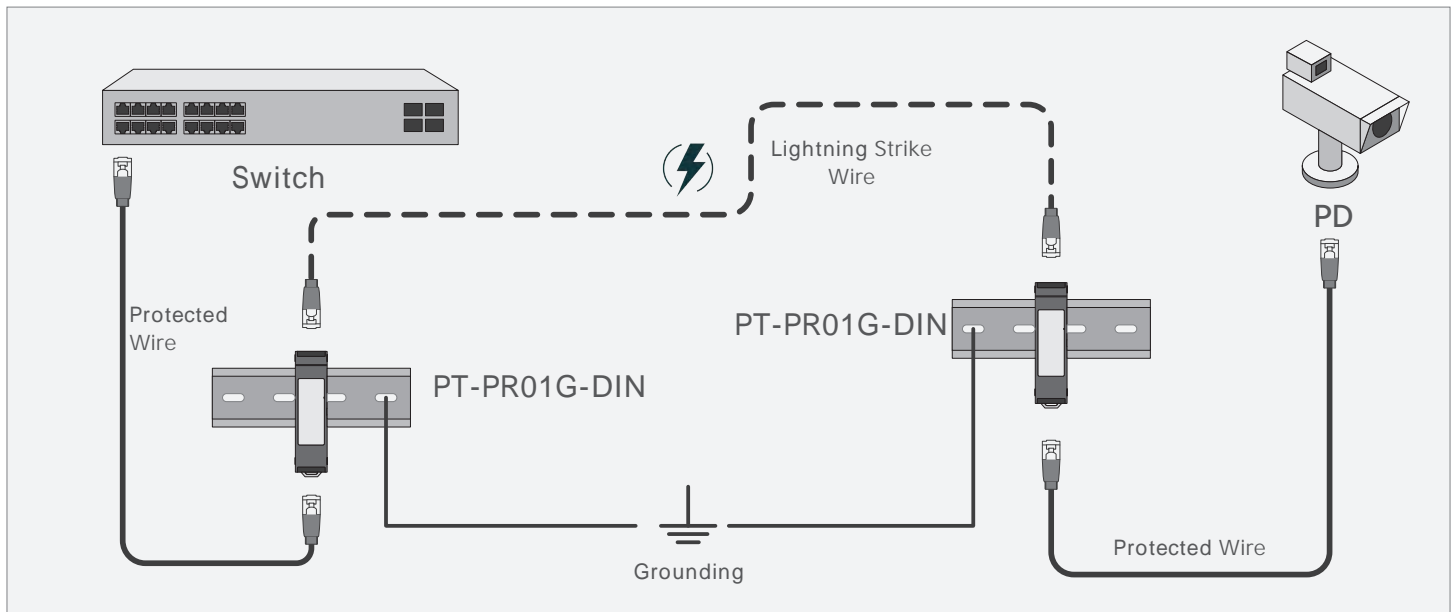 Switch
Lightning Strike
Wire
PD
Protected
Wire
PT-PR01G-DIN
PT-PR01G-DIN
Grounding
Protected Wire